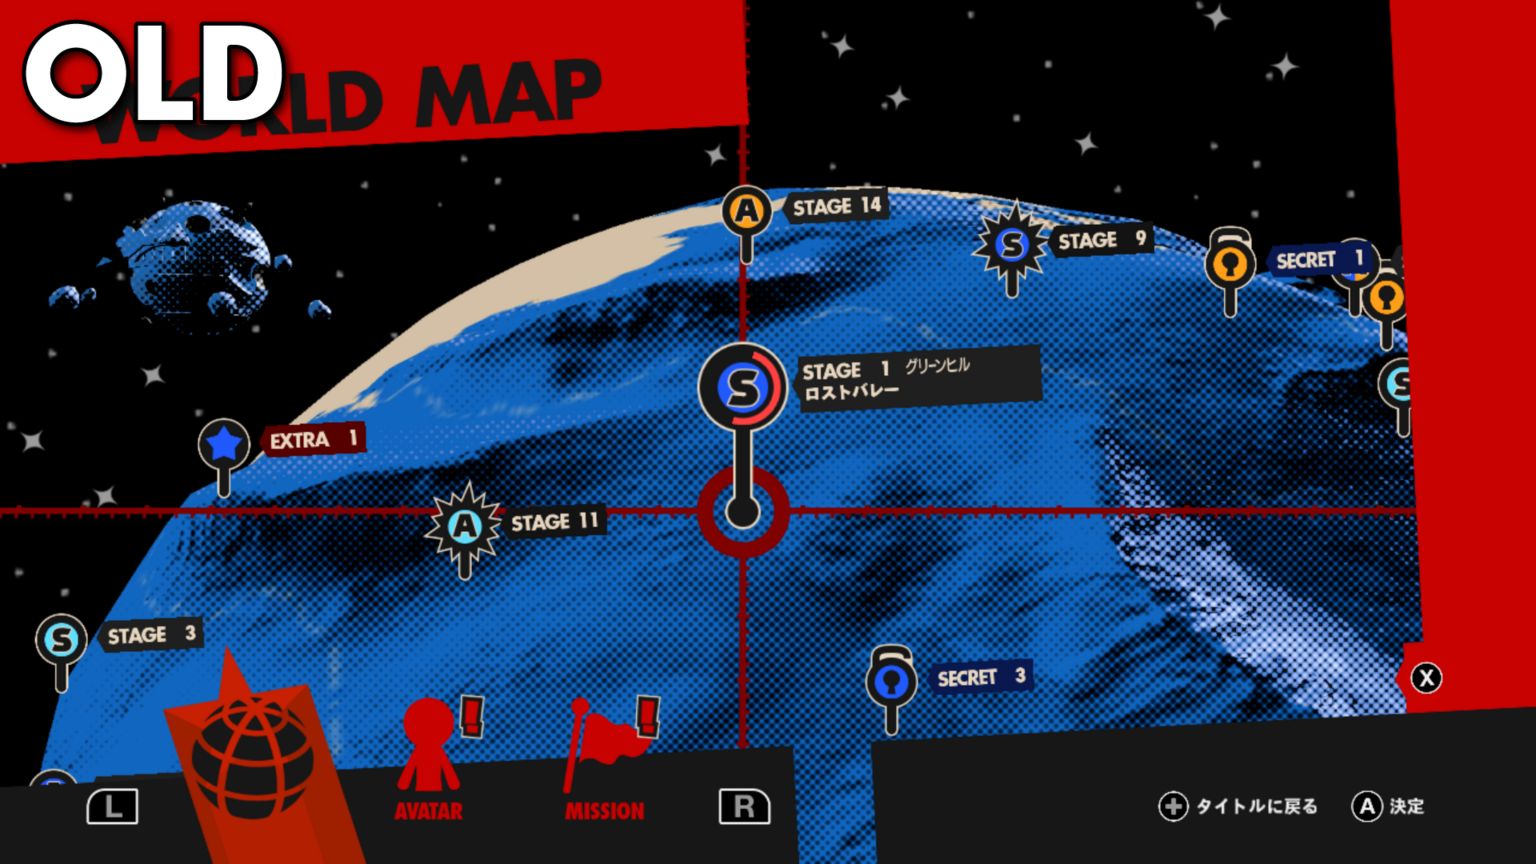 OLD
WORLD MAP
A STAGE 14
S STAGE 9
SECRET 1
S STAGE 1 グリーンヒル
ロストバレー
EXTRA 1
A STAGE 11
S
S STAGE 3
SECRET 3
X
AVATAR
MISSION
L
R
+ タイトルに戻る
A 決定